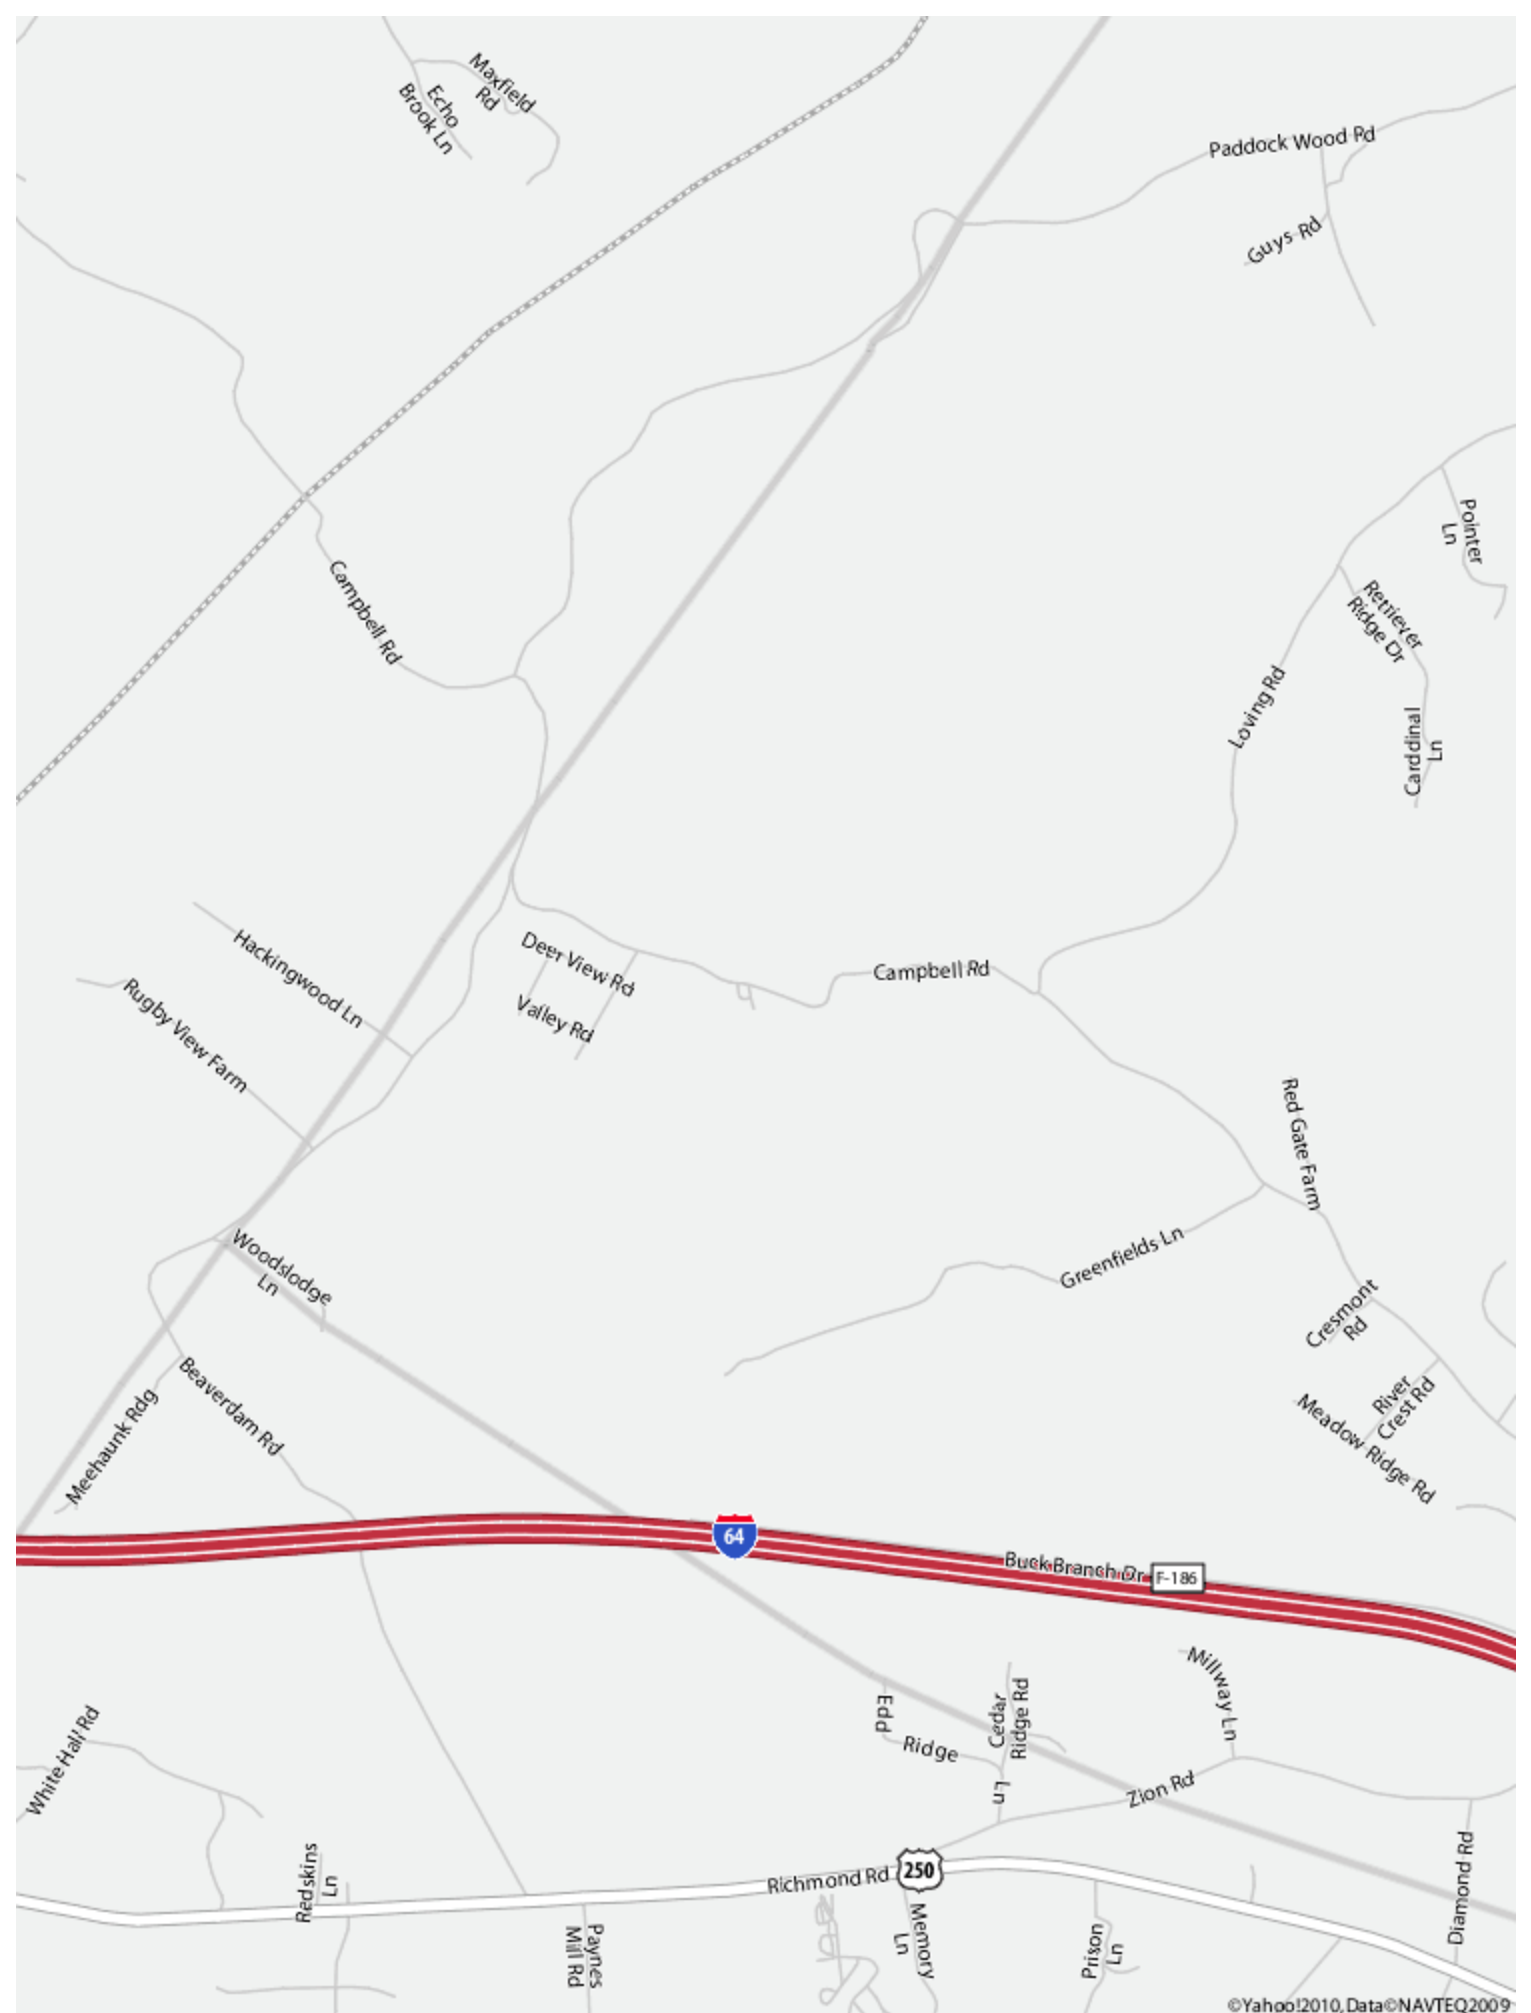 Maxfield
Rd
Echo
Brook Ln
Paddock Wood Rd
Guys Rd
Pointer
Ln
Campbell Rd
Retriever
Ridge Dr
Loving Rd
Carddinal
Ln
Hackingwood Ln
Deer View Rd
Campbell Rd
Rugby View Farm
Valley Rd
Red Gate Farm
Woodslodge
Ln
Greenfields Ln
Cresmont
Rd
Beaverdam Rd
Meehaunk Rdg
River
Crest Rd
Meadow Ridge Rd
64
Buck Branch Dr
F-186
Millway Ln
Edd
Ridge
Ln
Cedar
Ridge Rd
White Hall Rd
Zion Rd
Redskins
Ln
Richmond Rd
250
Diamond Rd
Paynes
Mill Rd
Memory
Ln
Prison
Ln
©Yahoo!2010,Data©NAVTEQ2009